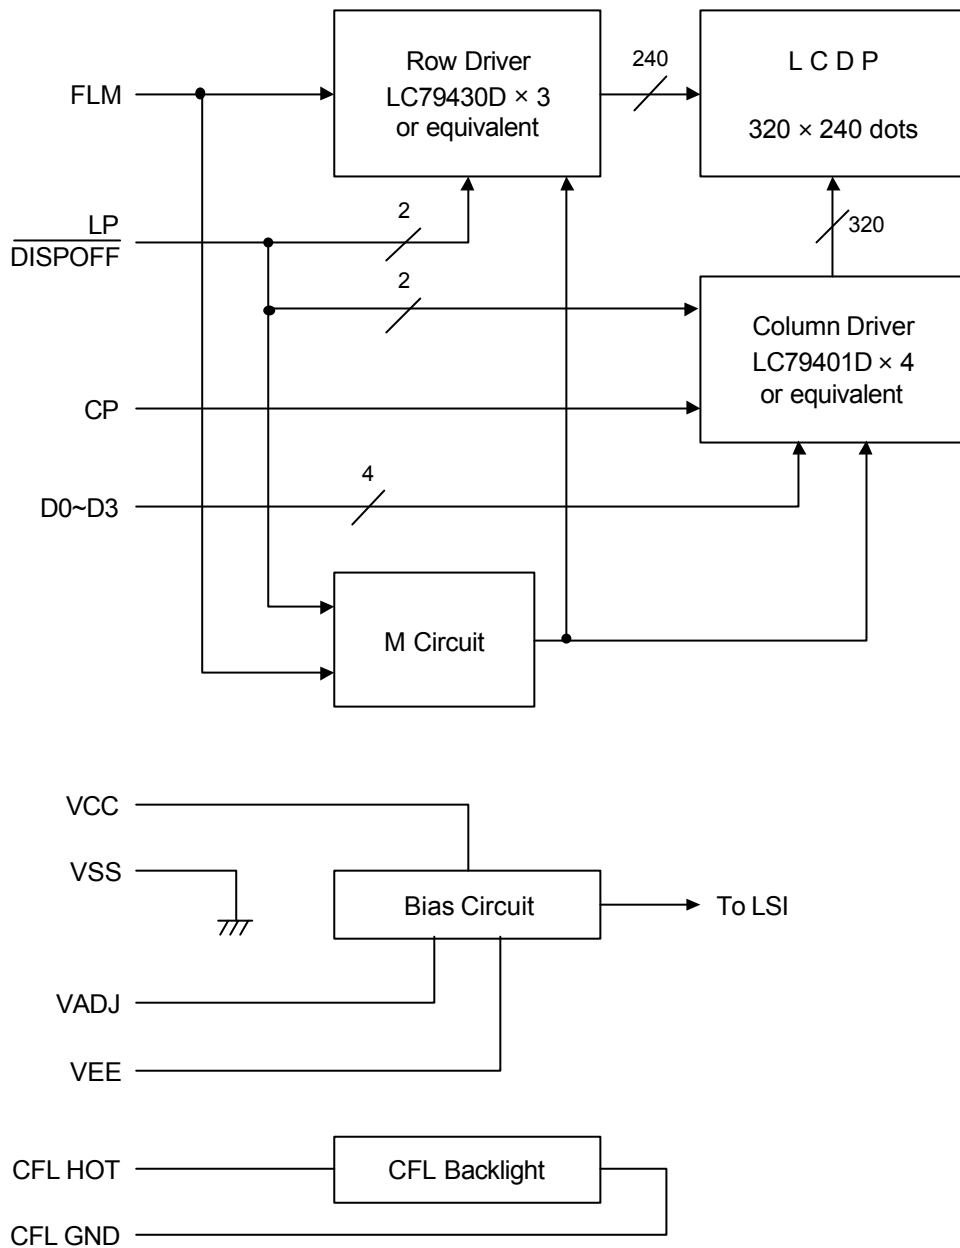 FLM
Row Driver
LC79430D × 3
or equivalent
240
L C D P
320 × 240 dots
LP
DISPOFF
2
2
320
Column Driver
LC79401D × 4
or equivalent
CP
D0~D3
4
M Circuit
VCC
VSS
Bias Circuit
To LSI
VADJ
VEE
CFL HOT
CFL Backlight
CFL GND